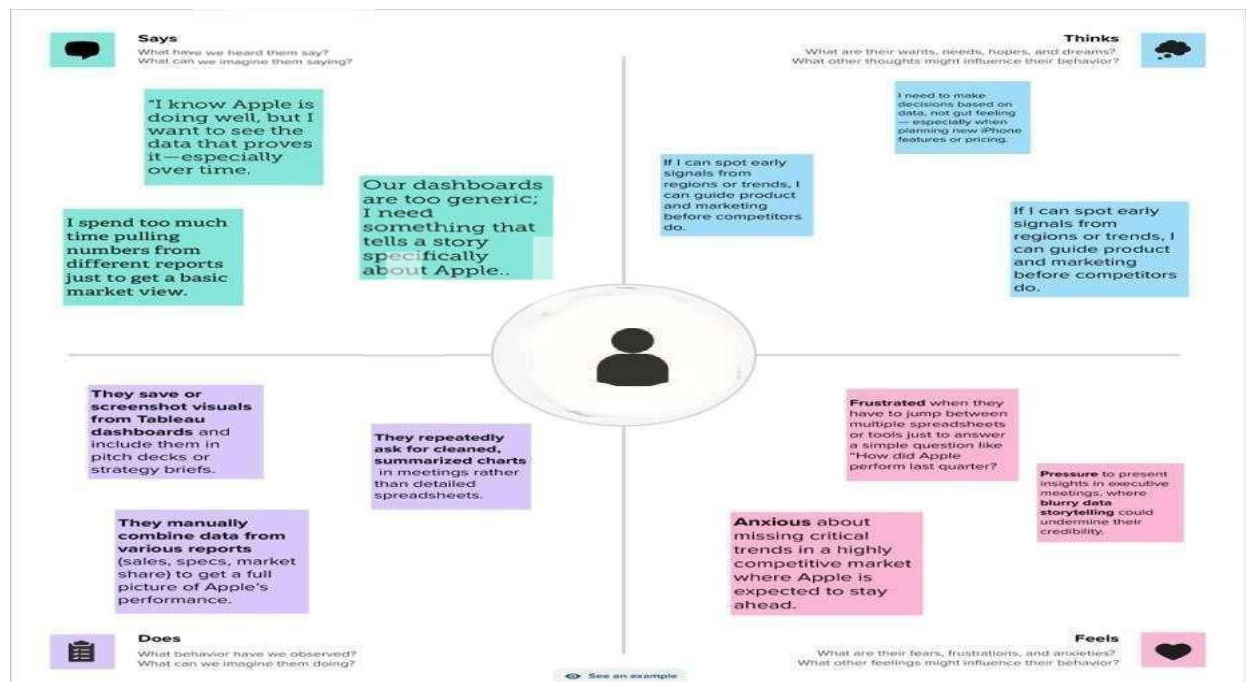 Says
What have we heard them say?
What can we imagine them saying?
"I know Apple is
doing well, but I
want to see the
data that proves
it—especially
over time.
Our dashboards
are too generic;
I need
something that
tells a story
specifically
about Apple..
I spend too much
time pulling
numbers from
different reports
just to get a basic
market view.
Thinks
What are their wants, needs, hopes, and dreams?
What other thoughts might influence their behavior?
I need to make
decisions based on
data, not gut feeling
— especially when
planning new iPhone
features or pricing.
If I can spot early
signals from
regions or trends, I
can guide product
and marketing
before competitors
do.
If I can spot early
signals from
regions or trends, I
can guide product
and marketing
before competitors
do.
They save or
screenshot visuals
from Tableau
dashboards and
include them in
pitch decks or
strategy briefs.
They repeatedly
ask for cleaned,
summarized charts
in meetings rather
than detailed
spreadsheets.
They manually
combine data from
various reports
(sales, specs, market
share) to get a full
picture of Apple's
performance.
Does
What behavior have we observed?
What can we imagine them doing?
Frustrated when they
have to jump between
multiple spreadsheets
or tools just to answer
a simple question like
"How did Apple
perform last quarter?
Pressure to present
insights in executive
meetings, where
blurry data
storytelling could
undermine their
credibility.
Anxious about
missing critical
trends in a highly
competitive market
where Apple is
expected to stay
ahead.
Feels
What are their fears, frustrations, and anxieties?
What other feelings might influence their behavior?
See an example